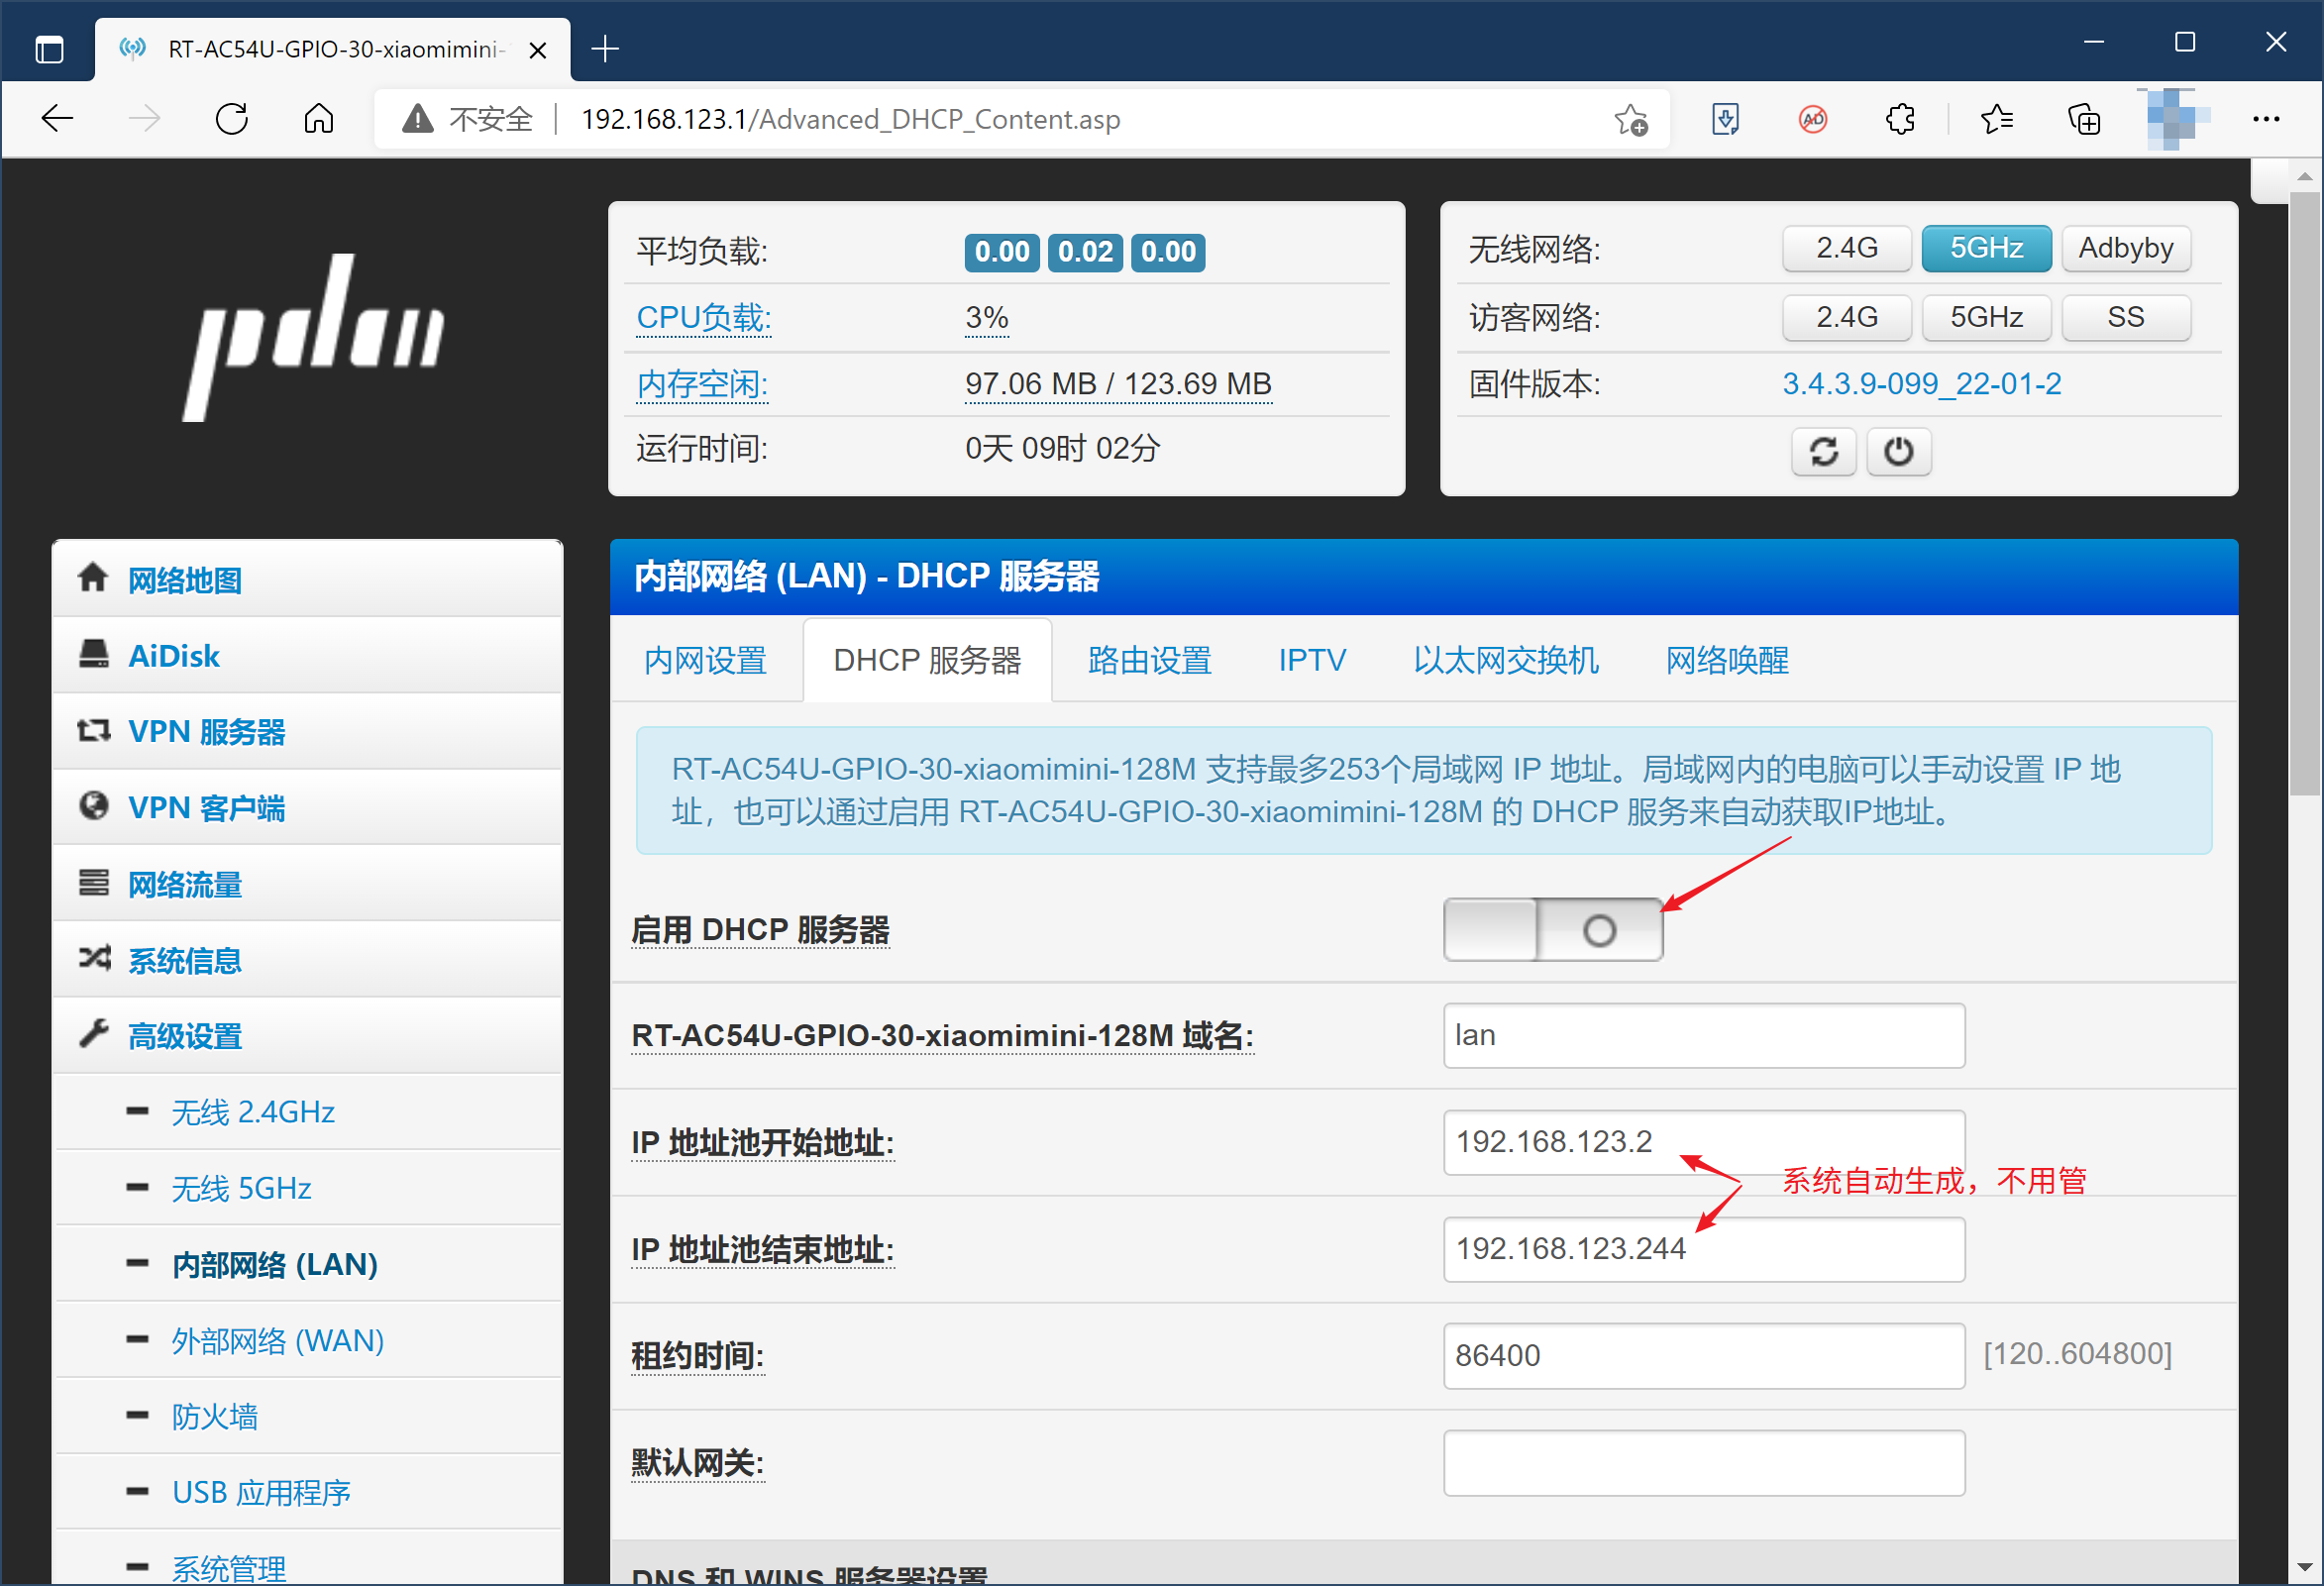 RT-AC54U-GPIO-30-xiaomimini-
不安全 192.168.123.1/Advanced_DHCP_Content.asp
pdcn
平均负载: 0.00 0.02 0.00
CPU负载: 3%
内存空闲: 97.06 MB / 123.69 MB
运行时间: 0天 09时 02分
无线网络: 2.4G 5GHz Adbyby
访客网络: 2.4G 5GHz SS
固件版本: 3.4.3.9-099_22-01-2
网络地图
AiDisk
VPN 服务器
VPN 客户端
网络流量
系统信息
高级设置
无线 2.4GHz
无线 5GHz
内部网络 (LAN)
外部网络 (WAN)
防火墙
USB 应用程序
系统管理
内部网络 (LAN) - DHCP 服务器
内网设置 DHCP 服务器 路由设置 IPTV 以太网交换机 网络唤醒
RT-AC54U-GPIO-30-xiaomimini-128M 支持最多253个局域网 IP 地址。局域网内的电脑可以手动设置 IP 地
址，也可以通过启用 RT-AC54U-GPIO-30-xiaomimini-128M 的 DHCP 服务来自动获取IP地址。
启用 DHCP 服务器
RT-AC54U-GPIO-30-xiaomimini-128M 域名: lan
IP 地址池开始地址: 192.168.123.2
系统自动生成，不用管
IP 地址池结束地址: 192.168.123.244
租约时间: 86400 [120..604800]
默认网关:
DNS 和 WINS 服务器设置